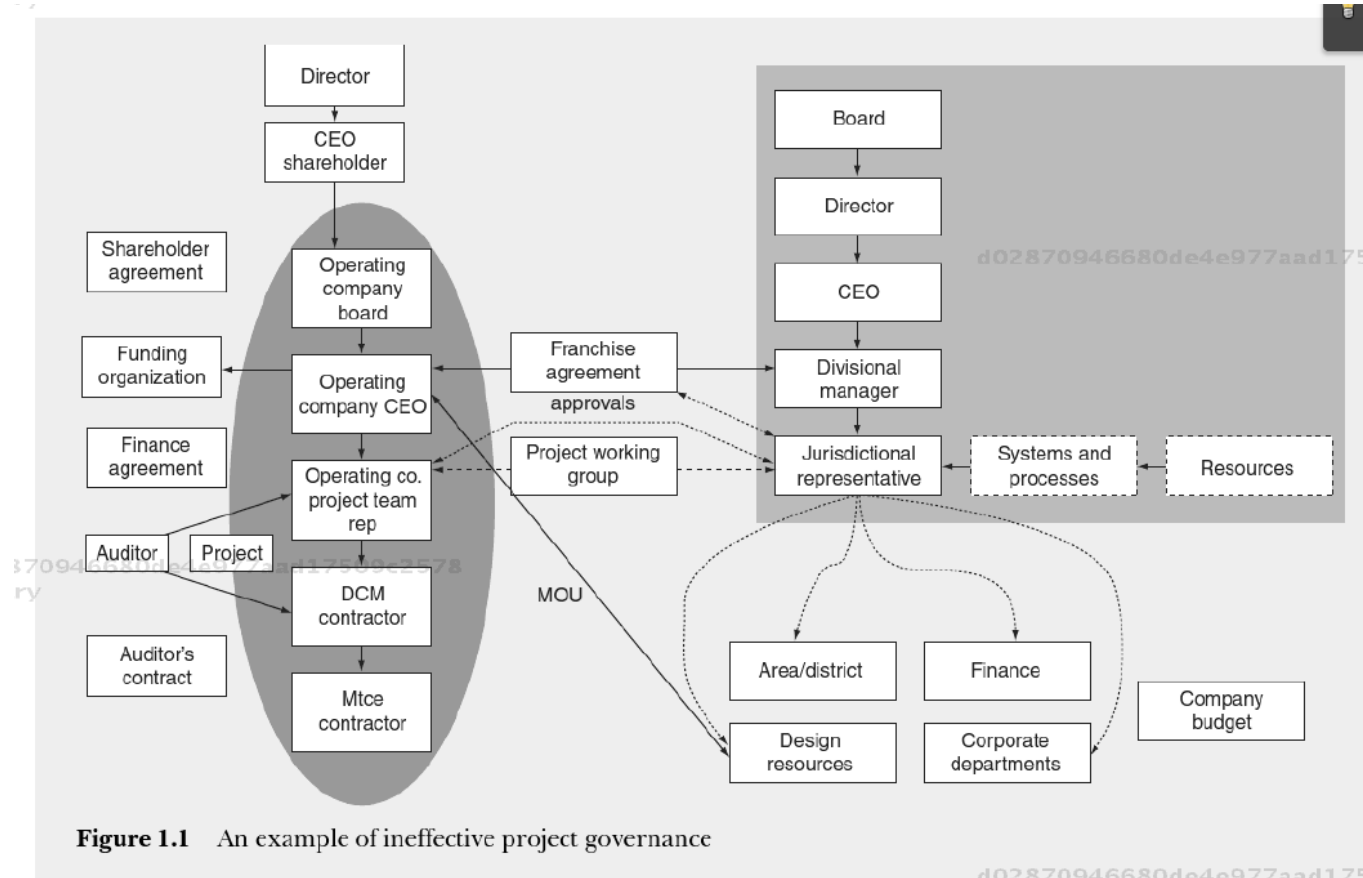 Director
CEO
shareholder
Shareholder
agreement
Operating
company
board
Funding
organization
Operating
company CEO
Finance
agreement
Operating co.
project team
rep
Auditor
Project
DCM
contractor
Auditor's
contract
Mtce
contractor
Franchise
agreement
approvals
Project working
group
MOU
Board
Director
CEO
Divisional
manager
Jurisdictional
representative
Systems and
processes
Resources
Area/district
Finance
Design
resources
Corporate
departments
Company
budget
d02870946680de4e977aad175
870946680de4e977aad17509c2578
ry
Figure 1.1 An example of ineffective project governance